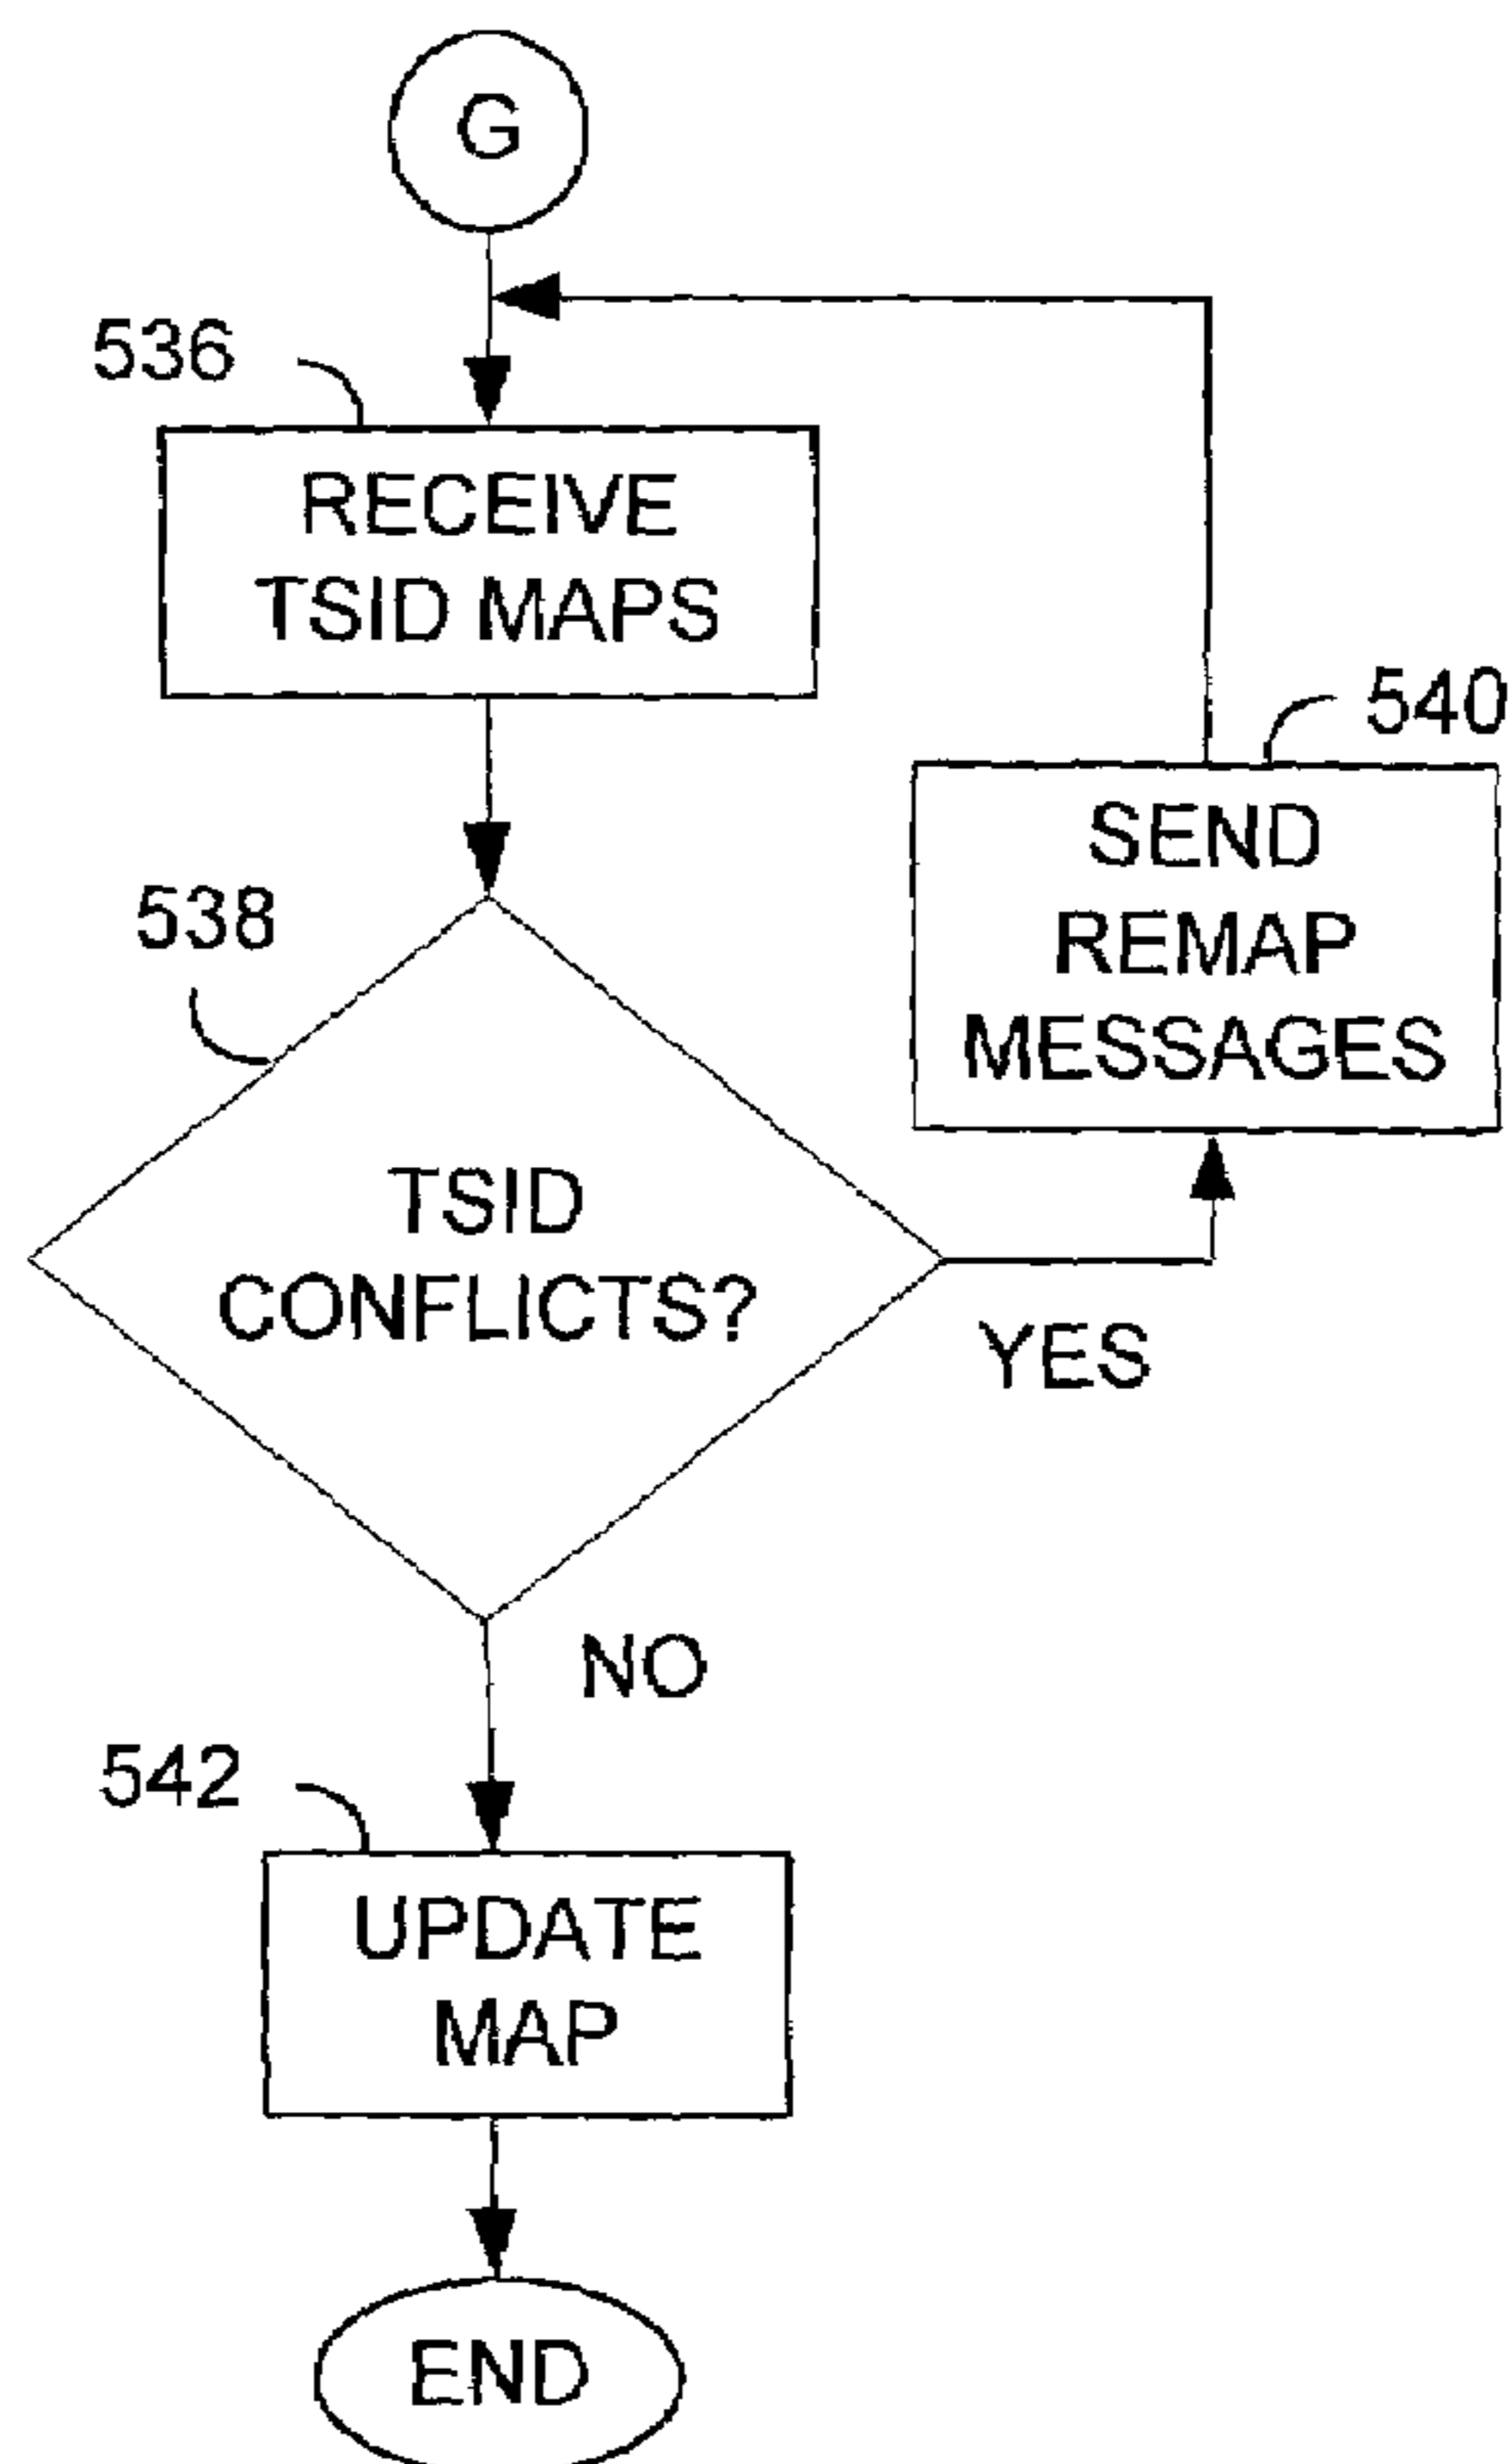 G
536
RECEIVE
TSID MAPS
540
SEND
REMAP
MESSAGES
538
TSID
CONFLICTS?
YES
NO
542
UPDATE
MAP
END